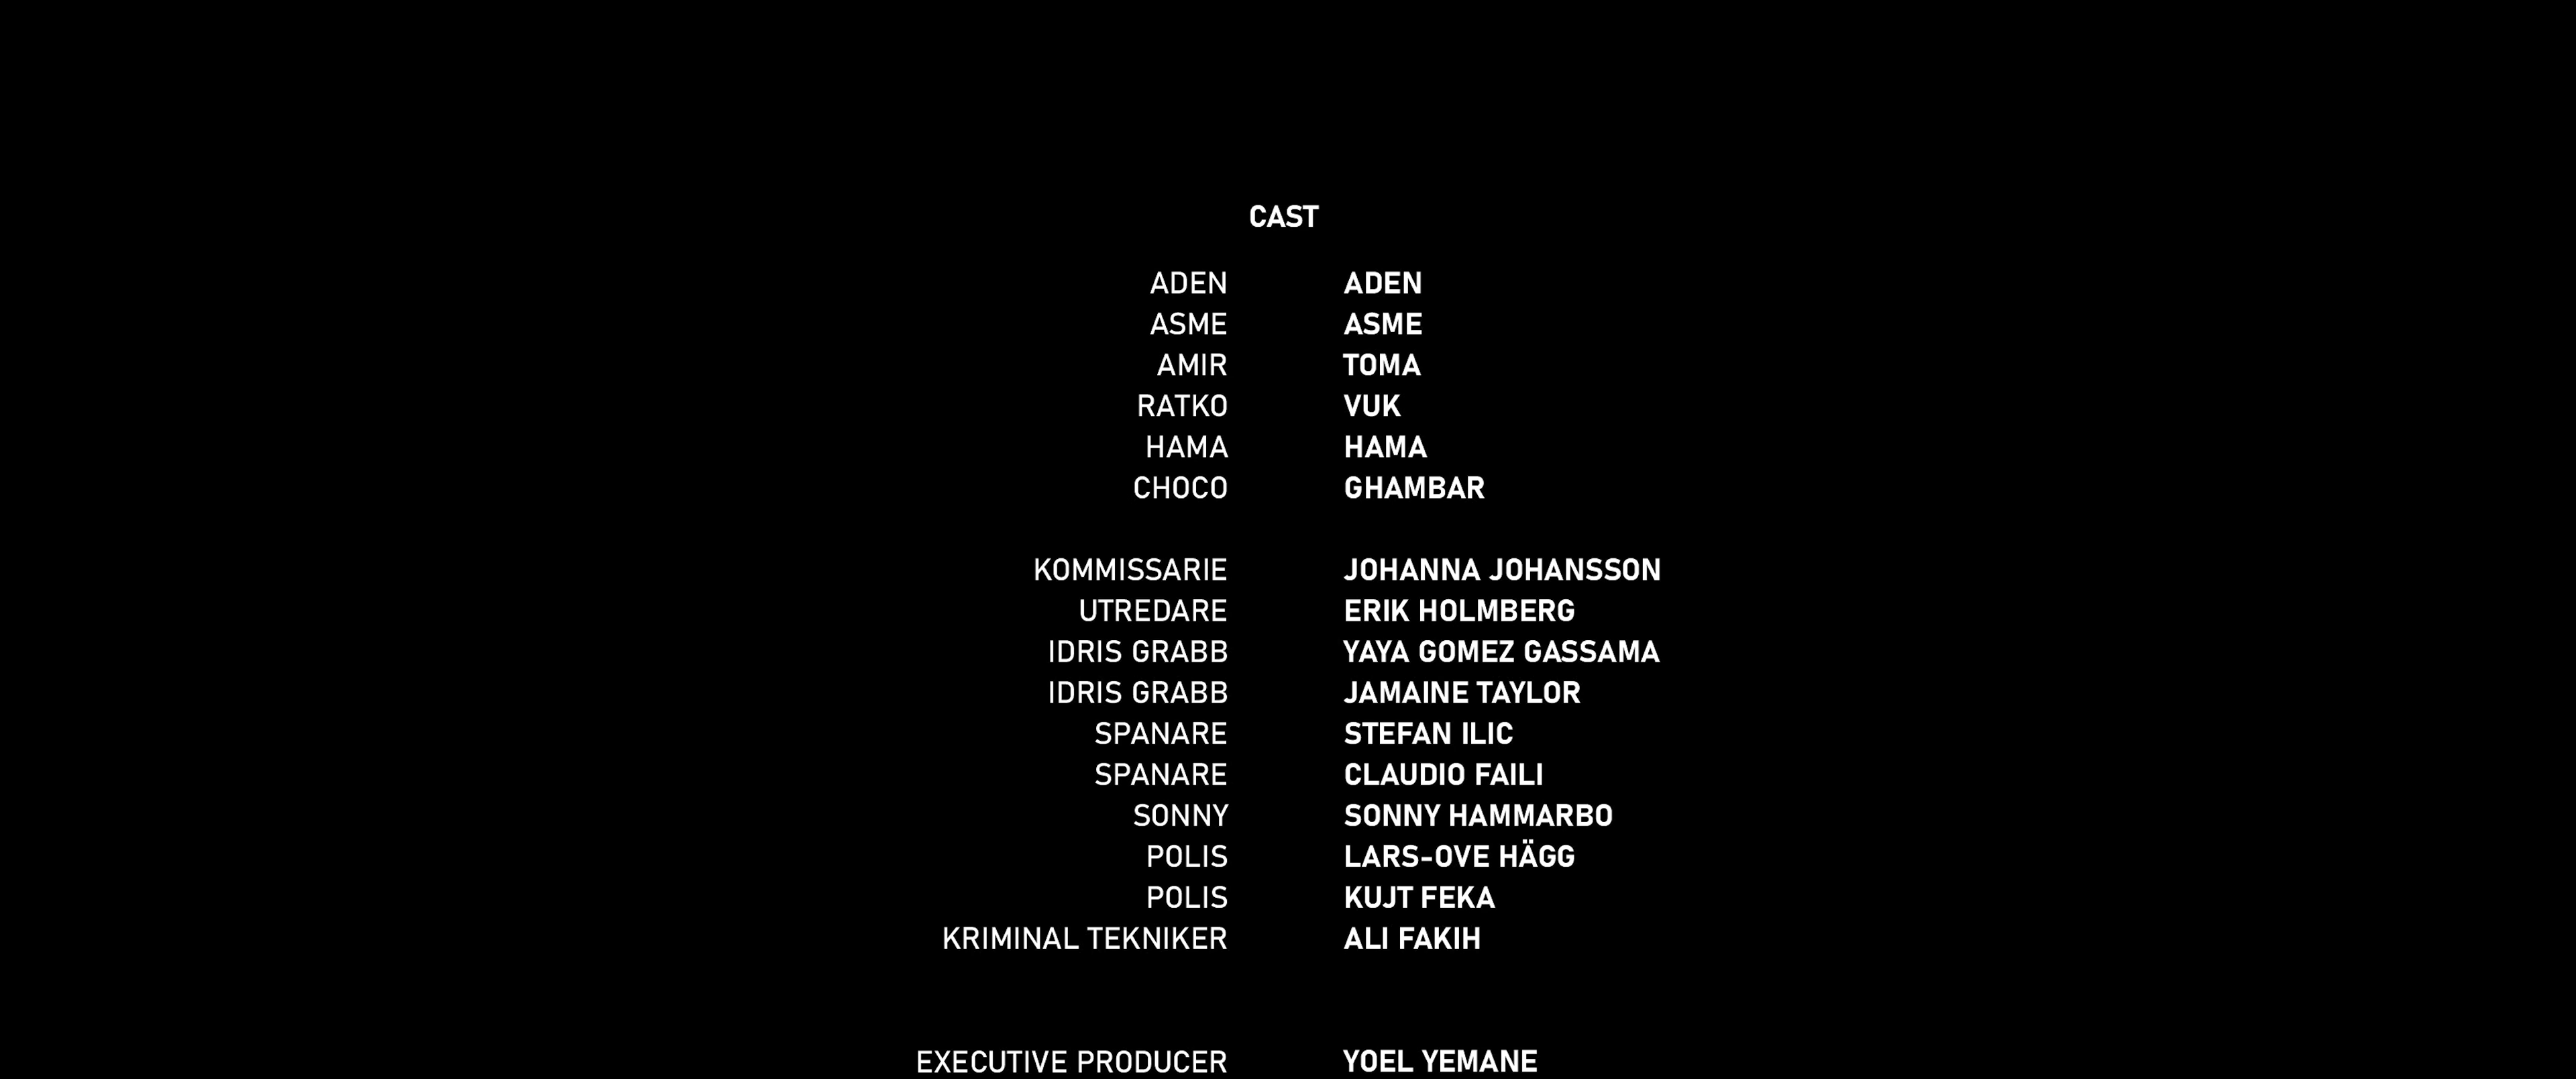 CAST
ADEN ADEN
ASME ASME
AMIR TOMA
RATKO VUK
HAMA HAMA
CHOCO GHAMBAR
KOMMISSARIE JOHANNA JOHANSSON
UTREDARE ERIK HOLMBERG
IDRIS GRABB YAYA GOMEZ GASSAMA
IDRIS GRABB JAMAINE TAYLOR
SPANARE STEFAN ILIC
SPANARE CLAUDIO FAILI
SONNY SONNY HAMMARBO
POLIS LARS-OVE HÄGG
POLIS KUJT FEKA
KRIMINAL TEKNIKER ALI FAKIH
EXECUTIVE PRODUCER YOEL YEMANE